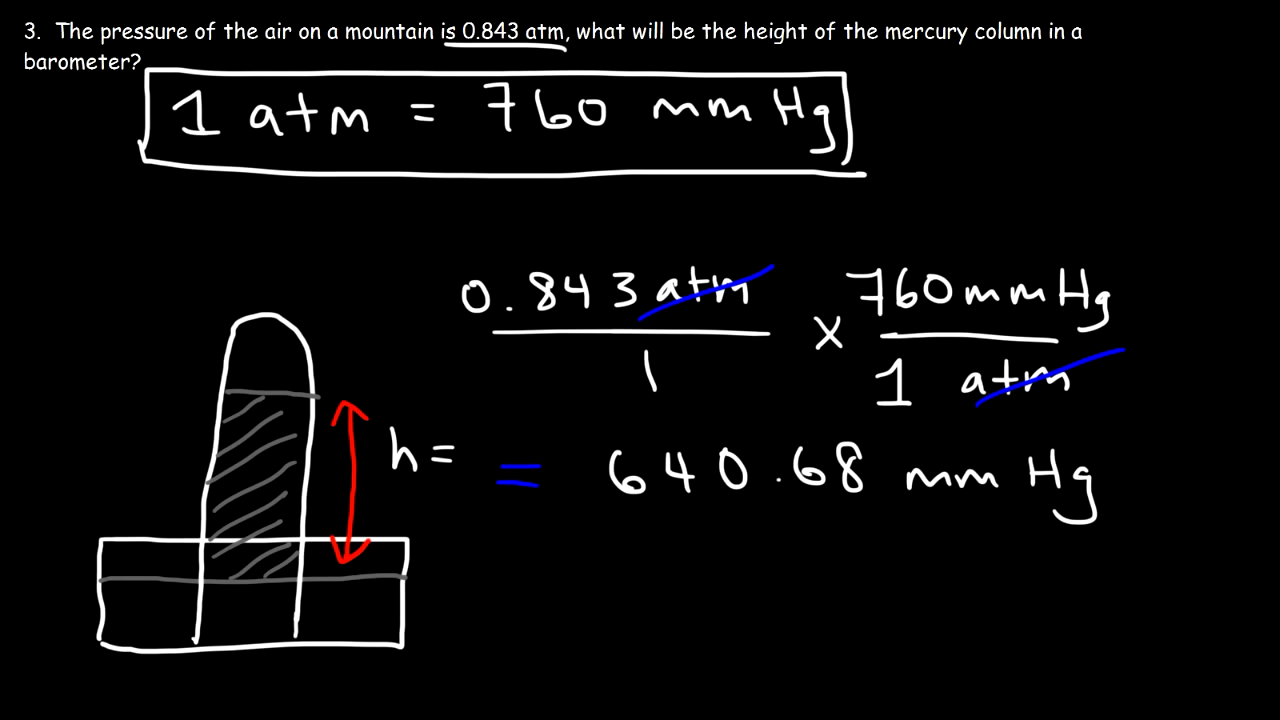 3. The pressure of the air on a mountain is 0.843 atm, what will be the height of the mercury column in a
barometer?
1 atm = 760 mm Hg
0.843 atm / 1 x 760 mm Hg / 1 atm
h = = 640.68 mm Hg